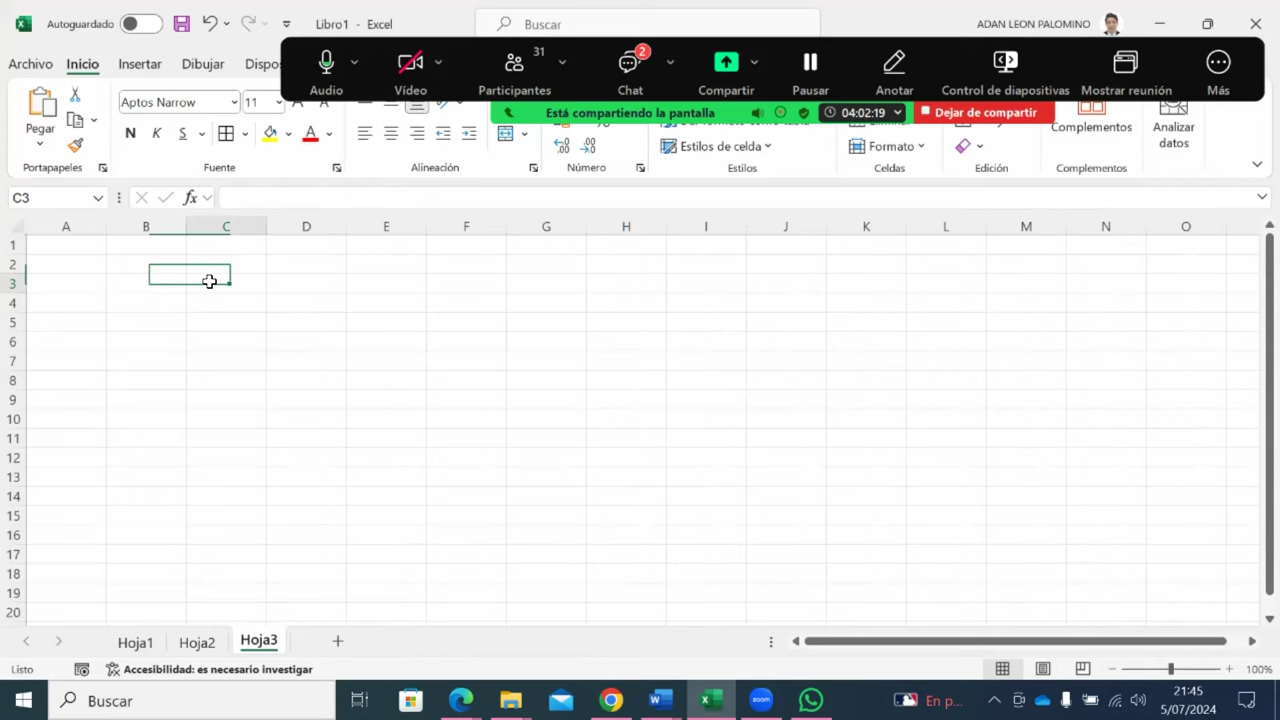 Autoguardado Libro1 - Excel Buscar ADAN LEON PALOMINO
Archivo Inicio Insertar Dibujar
31 2
Audio Vídeo Participantes Chat Compartir Pausar Anotar Control de diapositivas Mostrar reunión Más
Está compartiendo la pantalla 04:02:19 Dejar de compartir
Pegar Aptos Narrow 11 N K S A
Estilos de celda Formato Complementos Analizar datos
Portapapeles Fuente Alineación Número Estilos Celdas Edición Complementos
C3 fx
A B C D E F G H I J K L M N O
1
2
3
4
5
6
7
8
9
10
11
12
13
14
15
16
17
18
19
20
Hoja1 Hoja2 Hoja3
Listo Accesibilidad: es necesario investigar 100%
Buscar En p... 21:45
5/07/2024